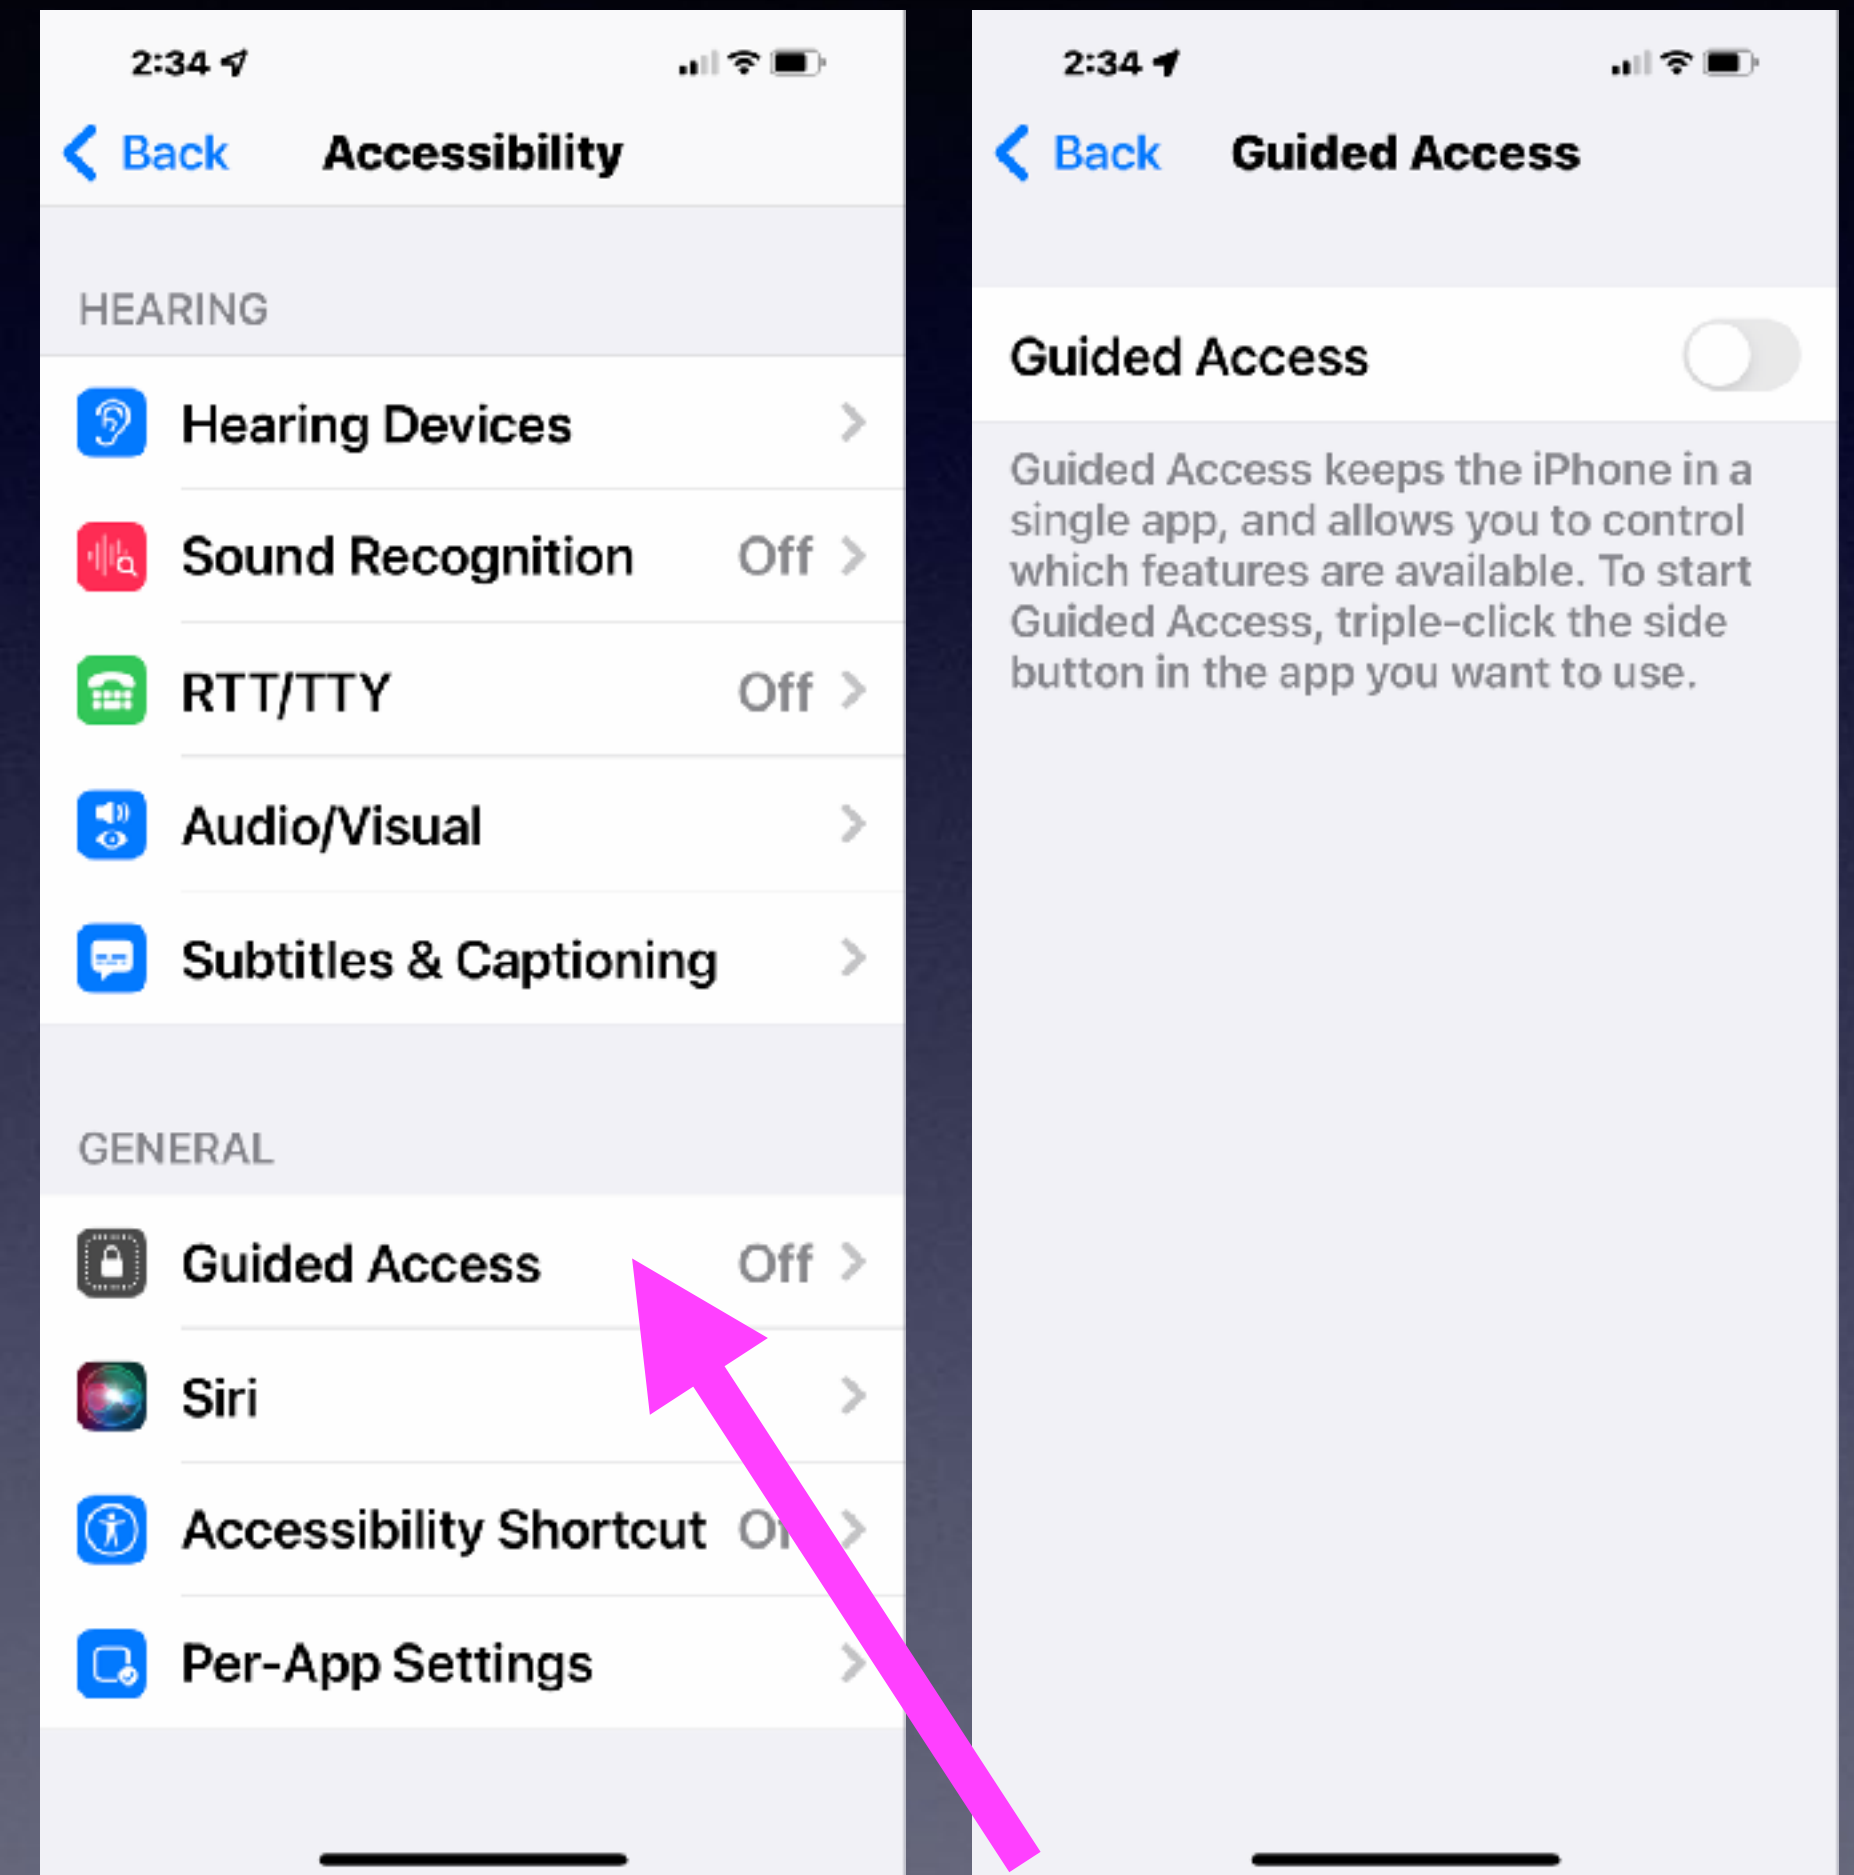 2:34
Back
Accessibility
HEARING
Hearing Devices
Sound Recognition Off
RTT/TTY Off
Audio/Visual
Subtitles & Captioning
GENERAL
Guided Access Off
Siri
Accessibility Shortcut
Per-App Settings
2:34
Back
Guided Access
Guided Access
Guided Access keeps the iPhone in a
single app, and allows you to control
which features are available. To start
Guided Access, triple-click the side
button in the app you want to use.